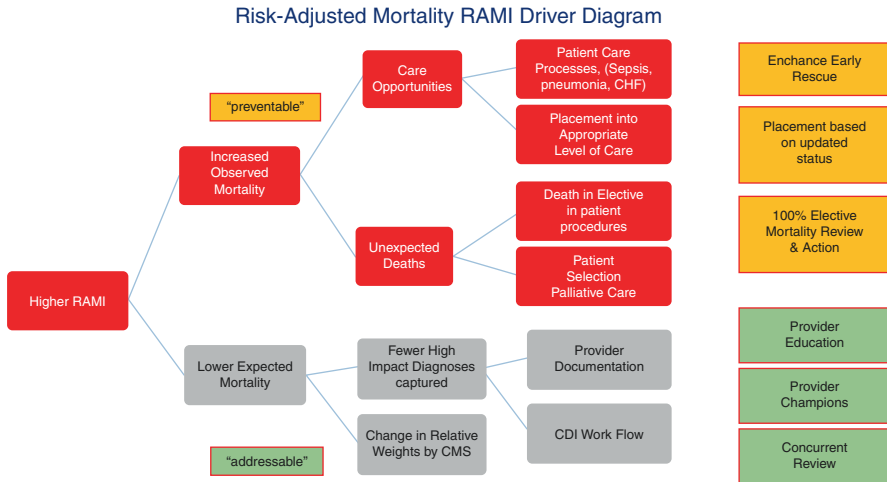 Risk-Adjusted Mortality RAMI Driver Diagram
Higher RAMI
"preventable"
Increased
Observed
Mortality
Care
Opportunities
Patient Care
Processes, (Sepsis,
pneumonia, CHF)
Placement into
Appropriate
Level of Care
Unexpected
Deaths
Death in Elective
in patient
procedures
Patient
Selection
Palliative Care
Lower Expected
Mortality
"addressable"
Fewer High
Impact Diagnoses
captured
Change in Relative
Weights by CMS
Provider
Documentation
CDI Work Flow
Enchance Early
Rescue
Placement based
on updated
status
100% Elective
Mortality Review
& Action
Provider
Education
Provider
Champions
Concurrent
Review